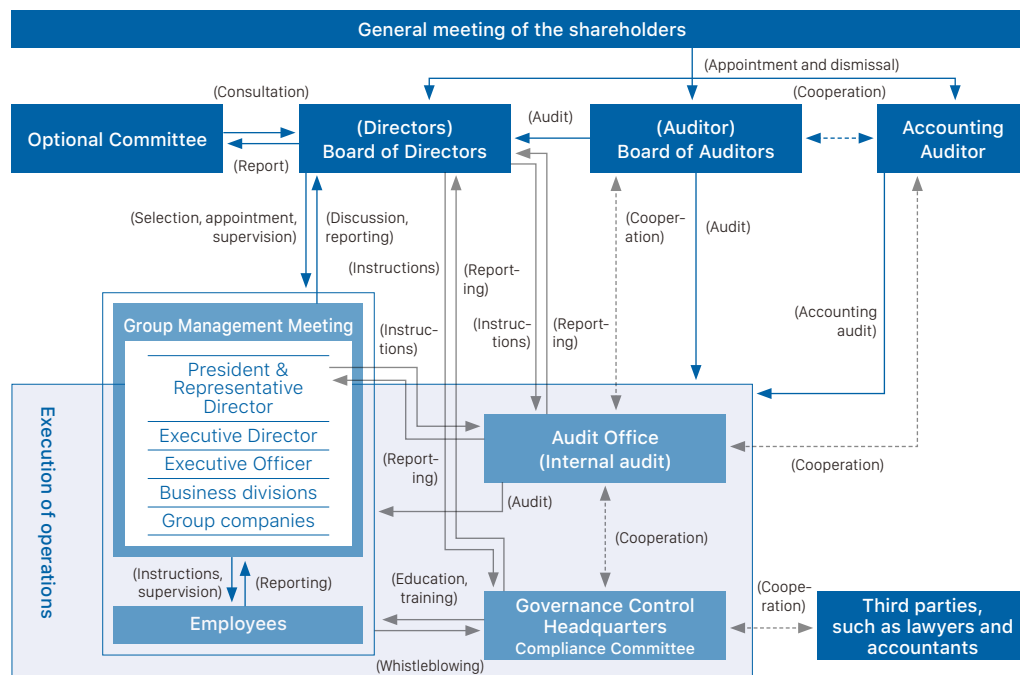 General meeting of the shareholders
(Appointment and dismissal)
(Consultation)
(Cooperation)
Optional Committee
(Directors)
Board of Directors
(Audit)
(Auditor)
Board of Auditors
Accounting
Auditor
(Report)
(Selection, appointment,
supervision)
(Discussion,
reporting)
(Cooper-
ation)
(Audit)
(Instructions)
(Report-
ing)
(Accounting
audit)
Group Management Meeting
(Instruc-
tions)
(Instruc-
tions)
(Report-
ing)
President &
Representative
Director
Executive Director
Executive Officer
Business divisions
Group companies
Execution of operations
Audit Office
(Internal audit)
(Report-
ing)
(Cooperation)
(Audit)
(Cooperation)
(Instructions,
supervision)
(Reporting)
(Education,
training)
(Coope-
ration)
Employees
Governance Control
Headquarters
Compliance Committee
Third parties,
such as lawyers and
accountants
(Whistleblowing)